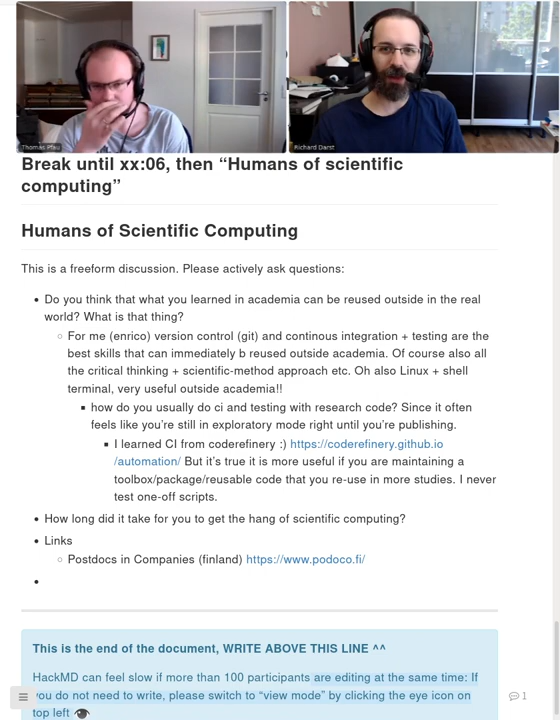 Thomas Pfau
Richard Darst
Break until xx:06, then “Humans of scientific
computing”
Humans of Scientific Computing
This is a freeform discussion. Please actively ask questions:
Do you think that what you learned in academia can be reused outside in the real
world? What is that thing?
For me (enrico) version control (git) and continous integration + testing are the
best skills that can immediately b reused outside academia. Of course also all
the critical thinking + scientific-method approach etc. Oh also Linux + shell
terminal, very useful outside academia!!
how do you usually do ci and testing with research code? Since it often
feels like you’re still in exploratory mode right until you’re publishing.
I learned CI from coderefinery :) https://coderefinery.github.io
/automation/ But it’s true it is more useful if you are maintaining a
toolbox/package/reusable code that you re-use in more studies. I never
test one-off scripts.
How long did it take for you to get the hang of scientific computing?
Links
Postdocs in Companies (finland) https://www.podoco.fi/
This is the end of the document, WRITE ABOVE THIS LINE ^^
HackMD can feel slow if more than 100 participants are editing at the same time: If
you do not need to write, please switch to “view mode” by clicking the eye icon on
top left
1